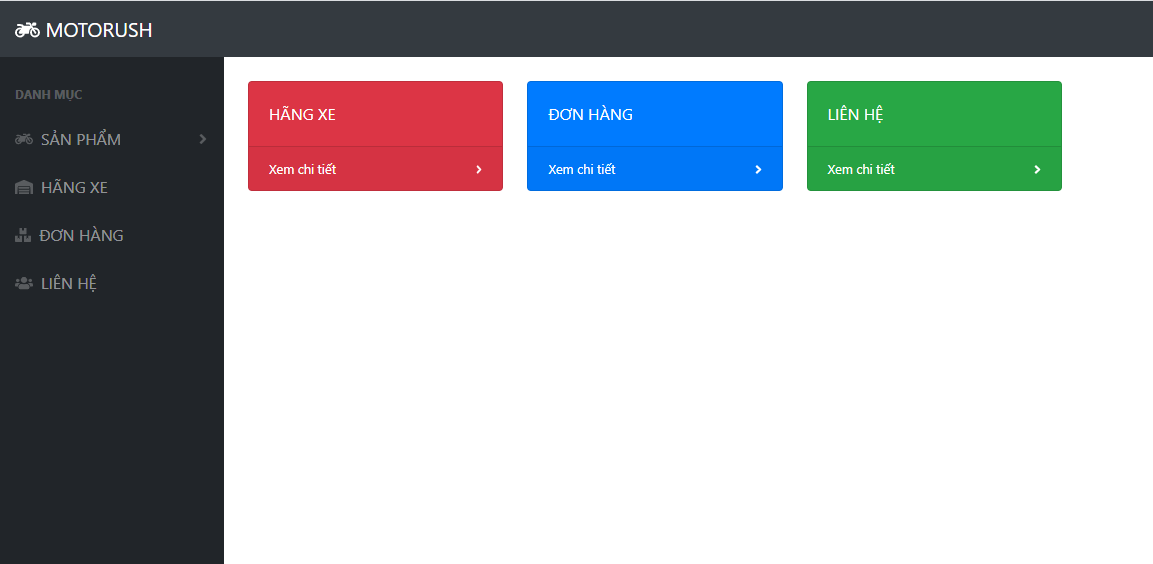 MOTORUSH
DANH MỤC
SẢN PHẨM
HÃNG XE
ĐƠN HÀNG
LIÊN HỆ
HÃNG XE
Xem chi tiết
ĐƠN HÀNG
Xem chi tiết
LIÊN HỆ
Xem chi tiết